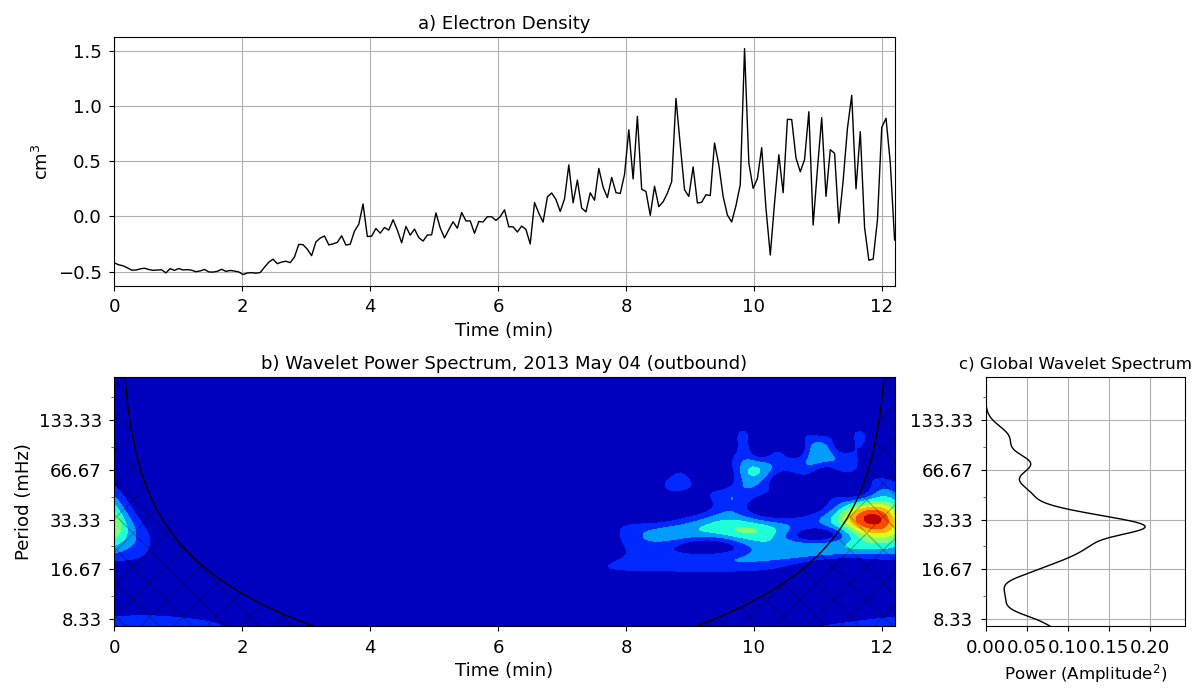 a) Electron Density
1.5
1.0
0.5
0.0
−0.5
cm³
0 2 4 6 8 10 12
Time (min)
b) Wavelet Power Spectrum, 2013 May 04 (outbound)
133.33
66.67
33.33
16.67
8.33
Period (mHz)
0 2 4 6 8 10 12
Time (min)
c) Global Wavelet Spectrum
133.33
66.67
33.33
16.67
8.33
0.00 0.05 0.10 0.15 0.20
Power (Amplitude²)